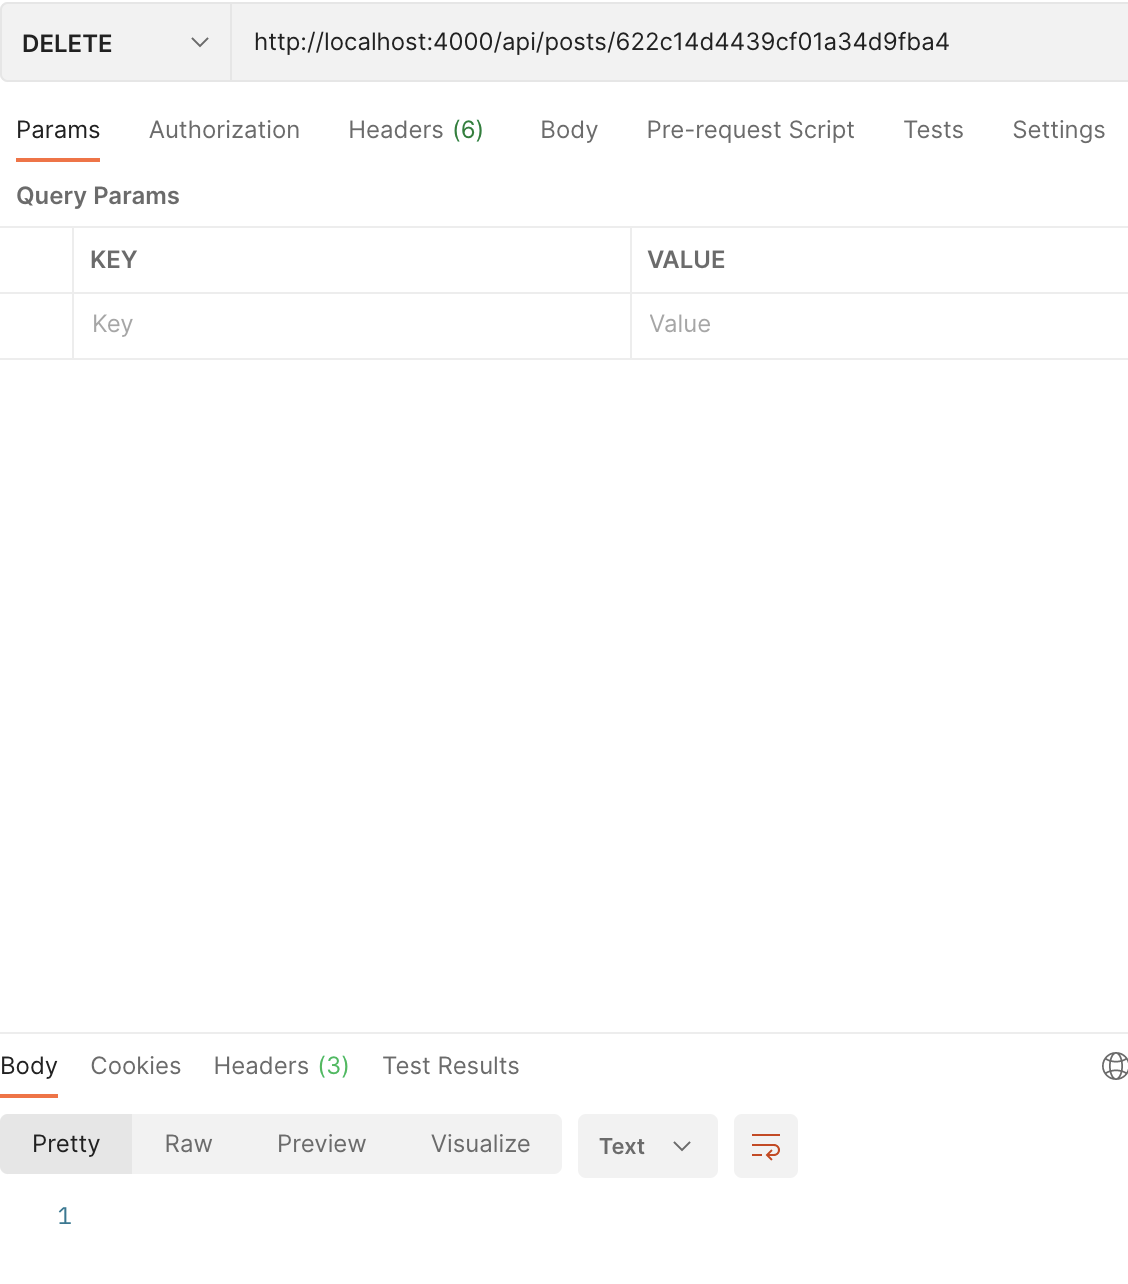 DELETE http://localhost:4000/api/posts/622c14d4439cf01a34d9fba4
Params Authorization Headers (6) Body Pre-request Script Tests Settings
Query Params
KEY VALUE
Key Value
Body Cookies Headers (3) Test Results
Pretty Raw Preview Visualize Text
1